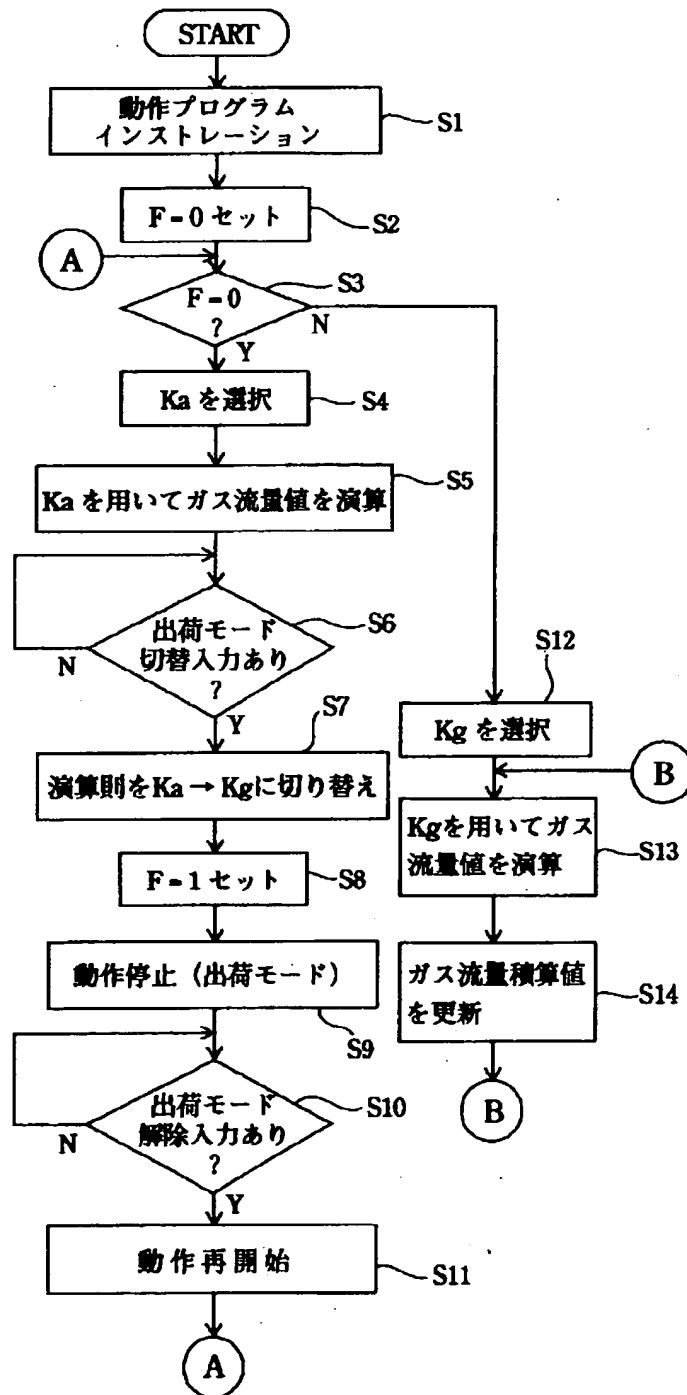 START
動作プログラム
インストレーション
S1
F=0 セット
S2
A
F=0
?
S3
N
Y
Ka を選択
S4
Ka を用いてガス流量値を演算
S5
出荷モード
切替入力あり
?
S6
N
Y
演算則をKa → Kgに切り替え
S7
F=1 セット
S8
動作停止（出荷モード）
S9
出荷モード
解除入力あり
?
S10
N
Y
動作再開始
S11
A
S12
Kg を選択
B
Kgを用いてガス
流量値を演算
S13
ガス流量積算値
を更新
S14
B